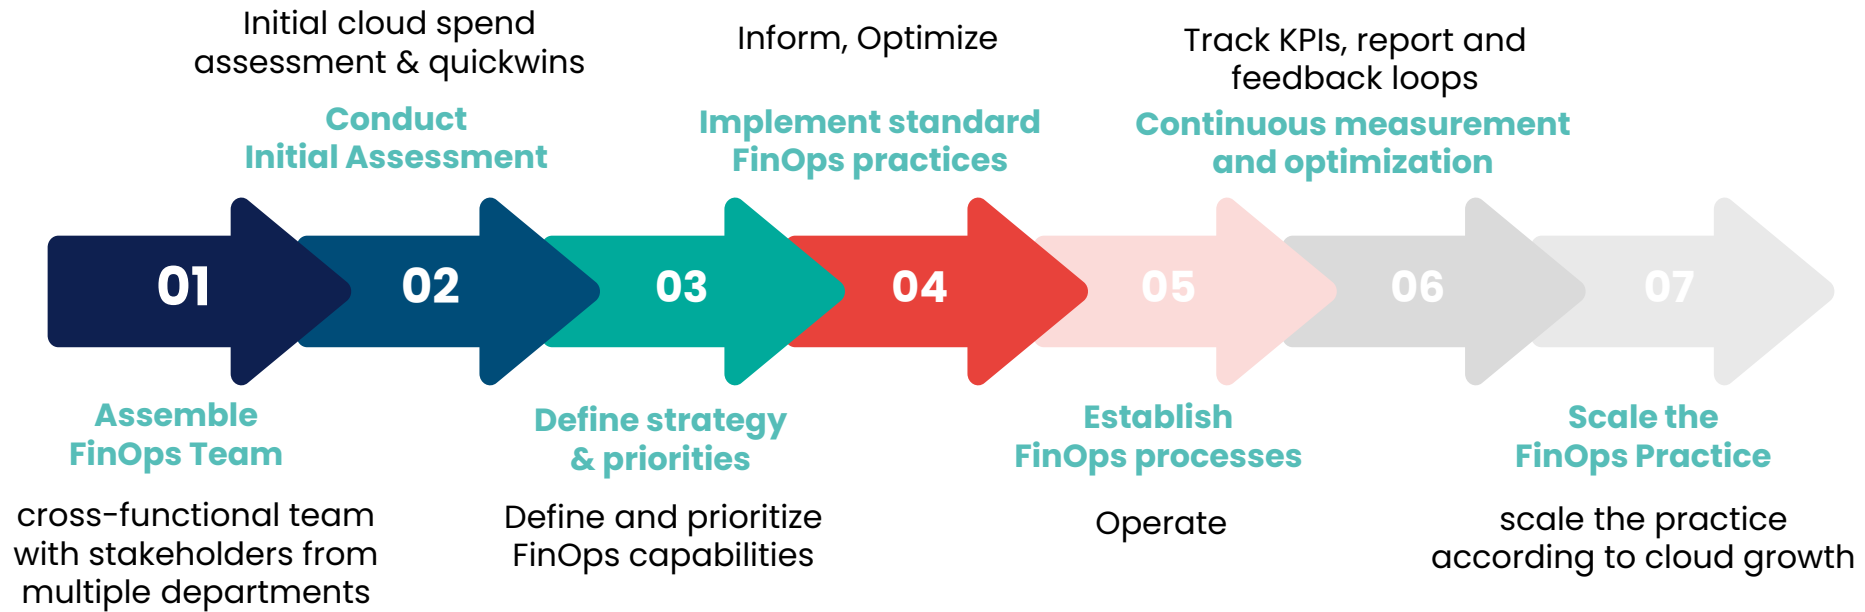 Initial cloud spend
assessment & quickwins
Conduct
Initial Assessment
Inform, Optimize
Implement standard
FinOps practices
Track KPIs, report and
feedback loops
Continuous measurement
and optimization
01
02
03
04
05
06
07
Assemble
FinOps Team
cross-functional team
with stakeholders from
multiple departments
Define strategy
& priorities
Define and prioritize
FinOps capabilities
Establish
FinOps processes
Operate
Scale the
FinOps Practice
scale the practice
according to cloud growth